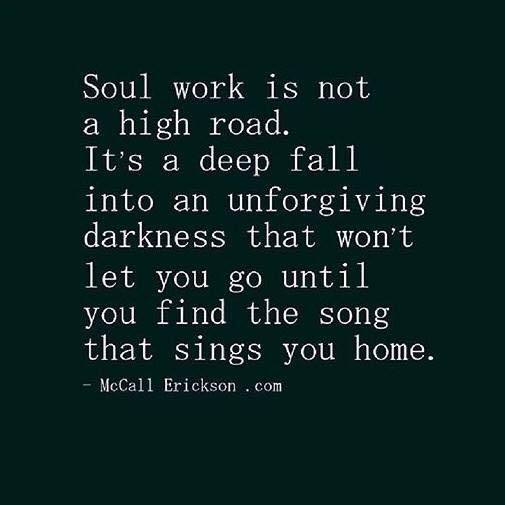 Soul work is not
a high road.
It's a deep fall
into an unforgiving
darkness that won't
let you go until
you find the song
that sings you home.
- McCall Erickson .com